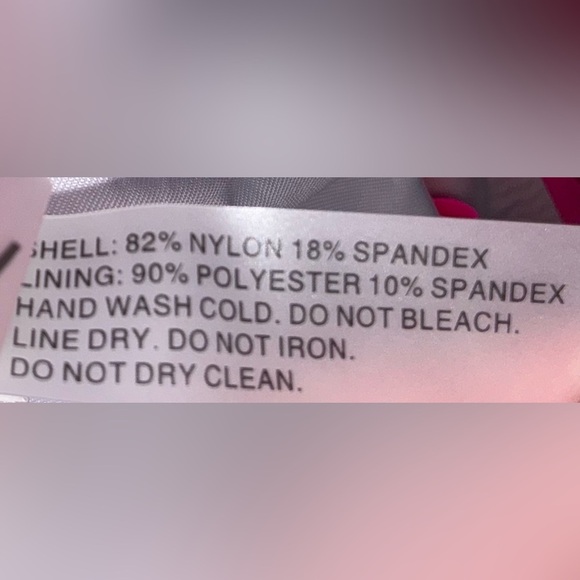 SHELL: 82% NYLON 18% SPANDEX
LINING: 90% POLYESTER 10% SPANDEX
HAND WASH COLD. DO NOT BLEACH.
LINE DRY. DO NOT IRON.
DO NOT DRY CLEAN.